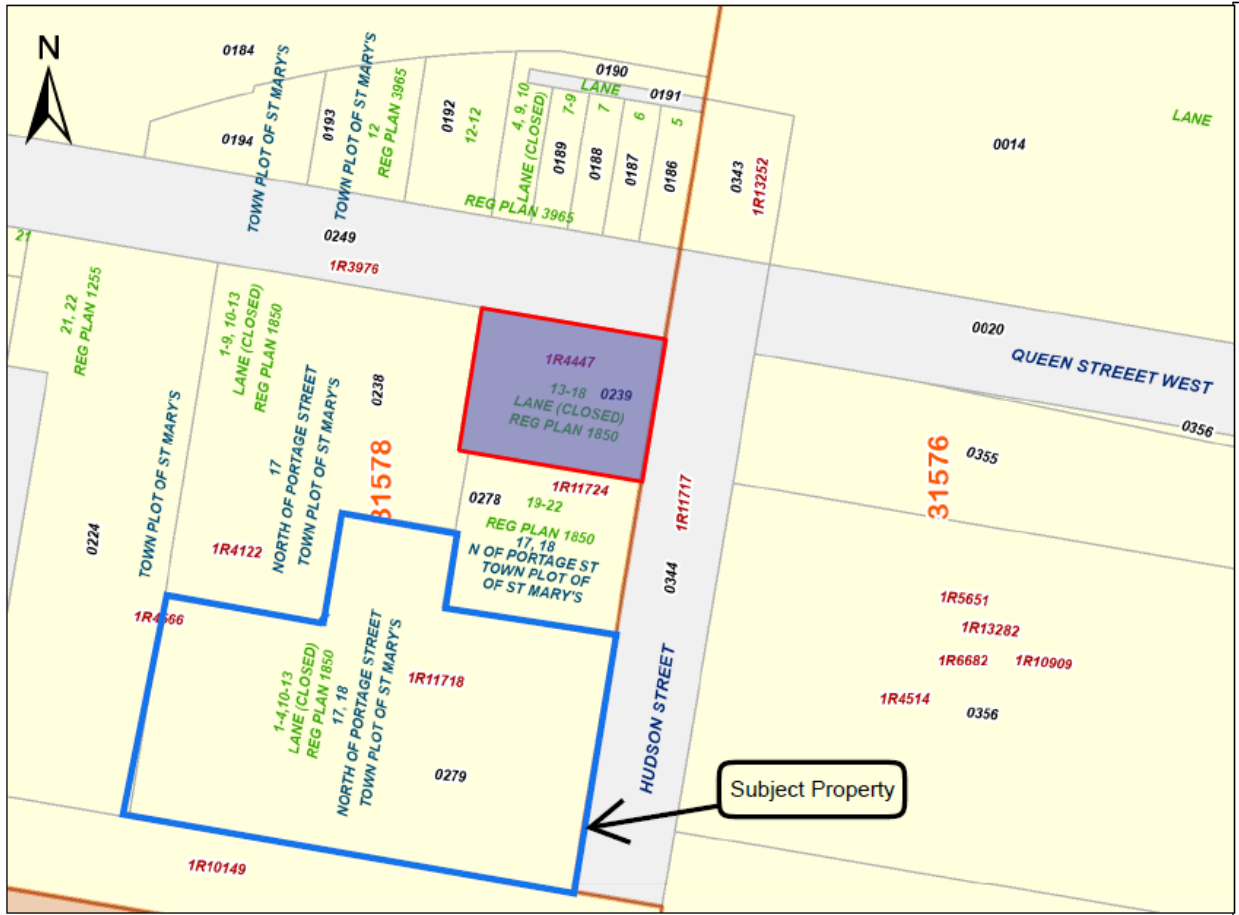 N
0184
TOWN PLOT OF ST MARY'S
TOWN PLOT OF ST MARY'S
12
REG PLAN 3965
0194
0193
0192
12-12
4, 9, 10
LANE (CLOSED)
0190
LANE
0191
7-9
7
6
5
0189
0188
0187
0186
REG PLAN 3965
0343
1R13252
0014
LANE
0249
1R3976
21
21, 22
REG PLAN 1255
1-9, 10-13
LANE (CLOSED)
REG PLAN 1850
0238
1R4447
13-18 0239
LANE (CLOSED)
REG PLAN 1850
0020
QUEEN STREEET WEST
0356
0355
31576
31578
17
NORTH OF PORTAGE STREET
TOWN PLOT OF ST MARY'S
TOWN PLOT OF ST MARY'S
0224
1R4122
1R11724
0278
19-22
REG PLAN 1850
17, 18
N OF PORTAGE ST
TOWN PLOT OF
OF ST MARY'S
1R11717
0344
HUDSON STREET
1R4566
1-4,10-13
LANE (CLOSED)
REG PLAN 1850
17, 18
NORTH OF PORTAGE STREET
TOWN PLOT OF ST MARY'S
1R11718
0279
1R5651
1R13282
1R6682
1R10909
1R4514
0356
Subject Property
1R10149